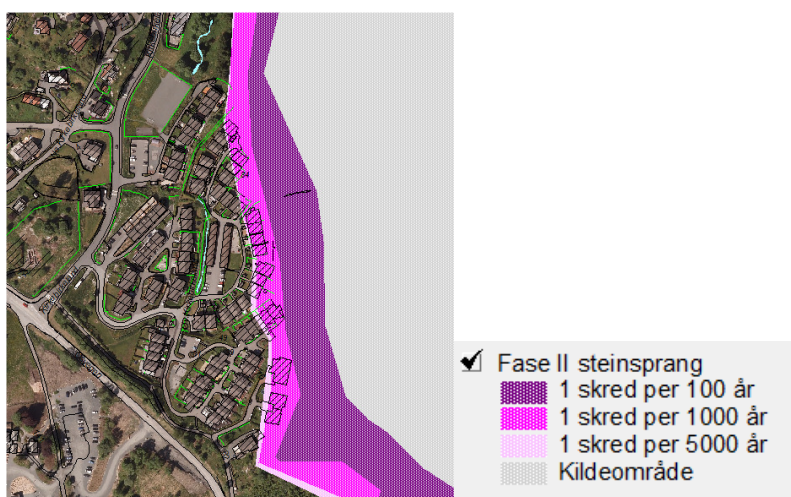 Fase II steinsprang
1 skred per 100 år
1 skred per 1000 år
1 skred per 5000 år
Kildeområde